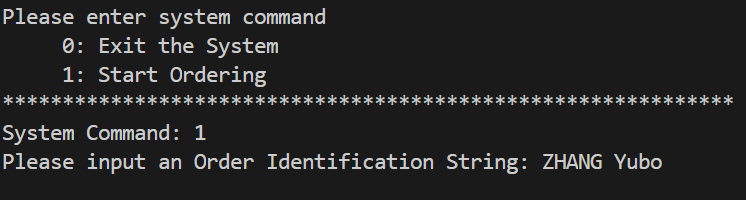 Please enter system command
     0: Exit the System
     1: Start Ordering
*************************************************************
System Command: 1
Please input an Order Identification String: ZHANG Yubo